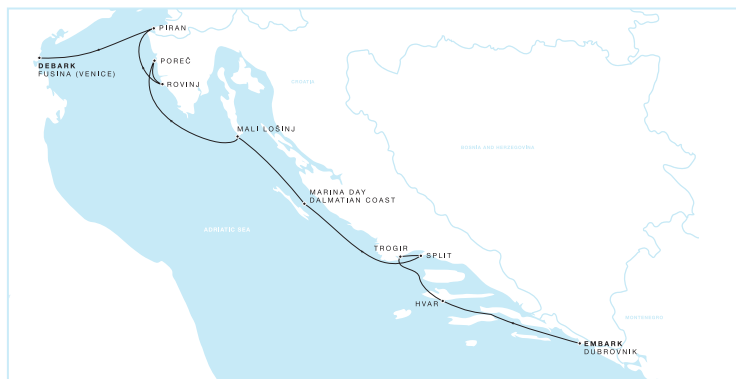 PIRAN
POREČ
DEBARK
FUSINA (VENICE)
ROVINJ
CROATIA
MALI LOŠINJ
BOSNIA AND HERZEGOVINA
MARINA DAY
DALMATIAN COAST
ADRIATIC SEA
TROGIR
SPLIT
HVAR
MONTENEGRO
EMBARK
DUBROVNIK